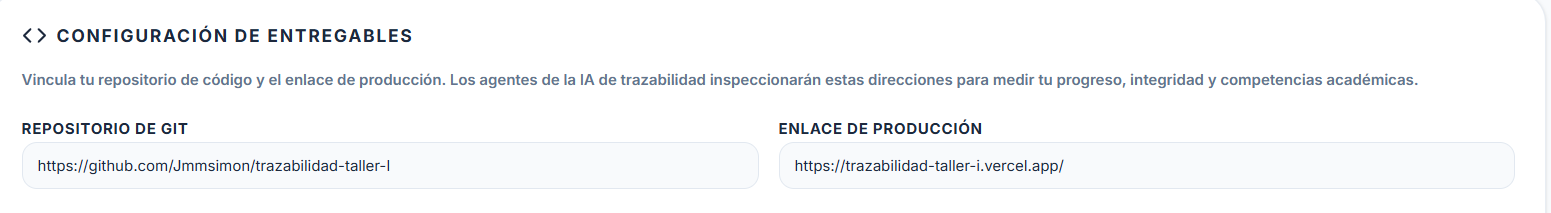 CONFIGURACIÓN DE ENTREGABLES
Vincula tu repositorio de código y el enlace de producción. Los agentes de la IA de trazabilidad inspeccionarán estas direcciones para medir tu progreso, integridad y competencias académicas.
REPOSITORIO DE GIT
https://github.com/Jmmsimon/trazabilidad-taller-I
ENLACE DE PRODUCCIÓN
https://trazabilidad-taller-i.vercel.app/